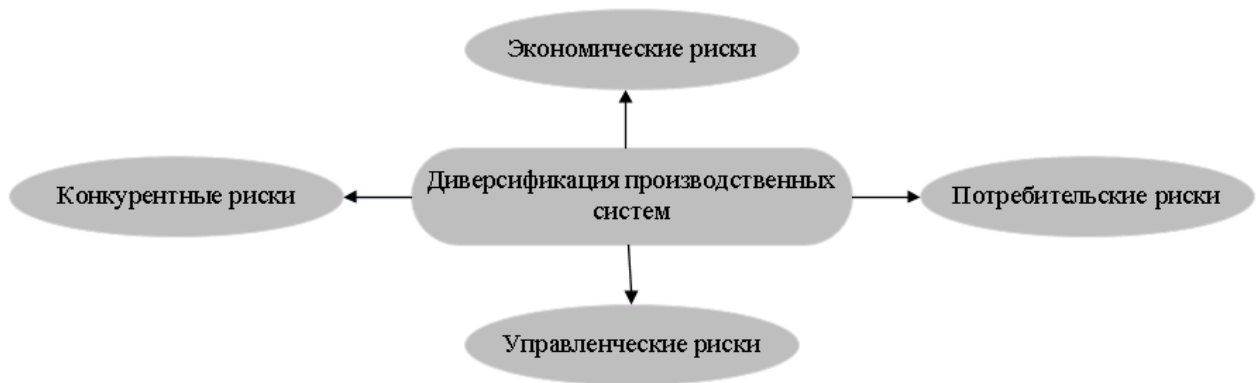 Экономические риски
Конкурентные риски
Диверсификация производственных
систем
Потребительские риски
Управленческие риски